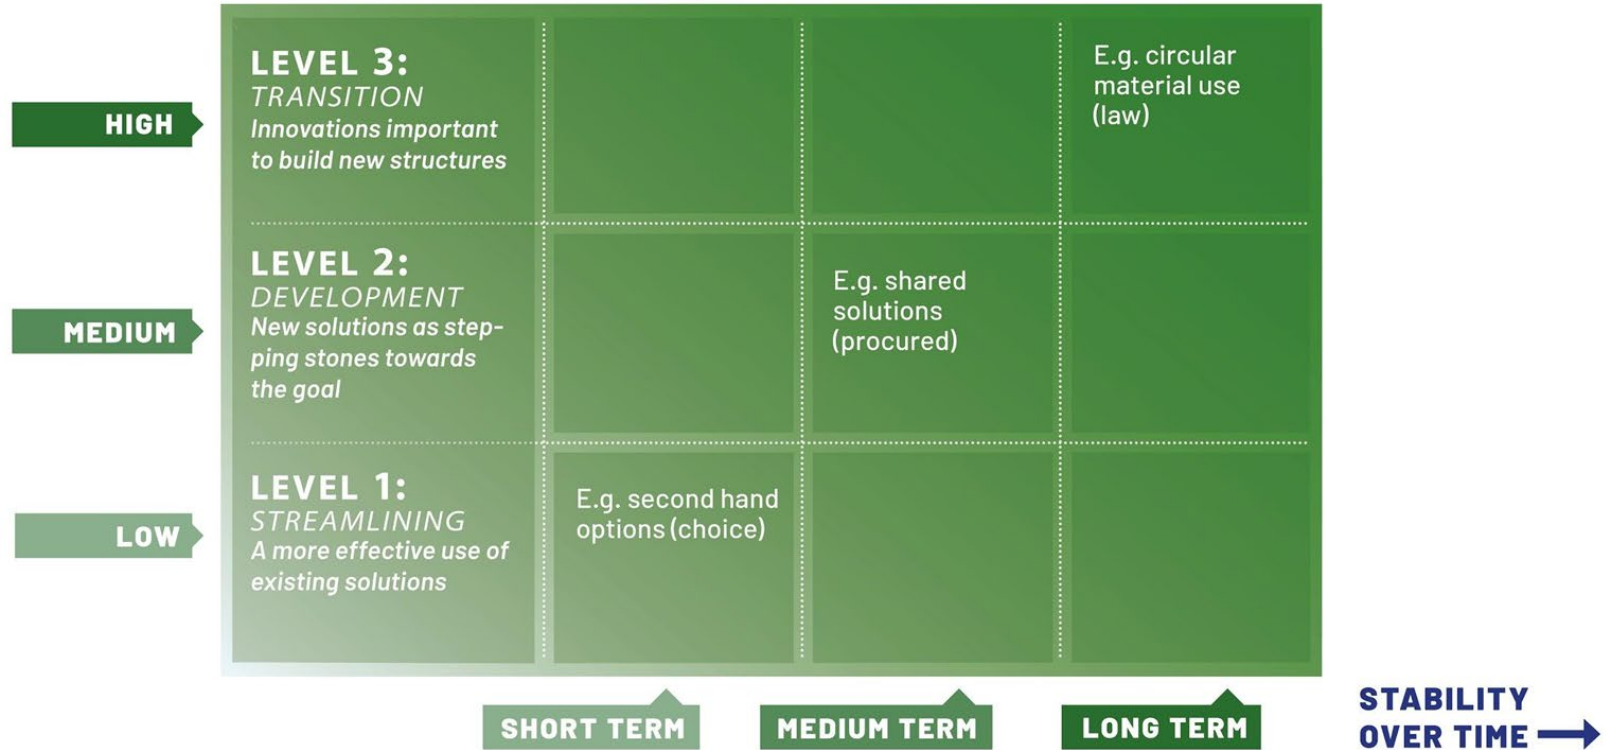 HIGH
LEVEL 3:
TRANSITION
Innovations important
to build new structures
E.g. circular
material use
(law)
MEDIUM
LEVEL 2:
DEVELOPMENT
New solutions as step-
ping stones towards
the goal
E.g. shared
solutions
(procured)
LOW
LEVEL 1:
STREAMLINING
A more effective use of
existing solutions
E.g. second hand
options (choice)
SHORT TERM
MEDIUM TERM
LONG TERM
STABILITY
OVER TIME